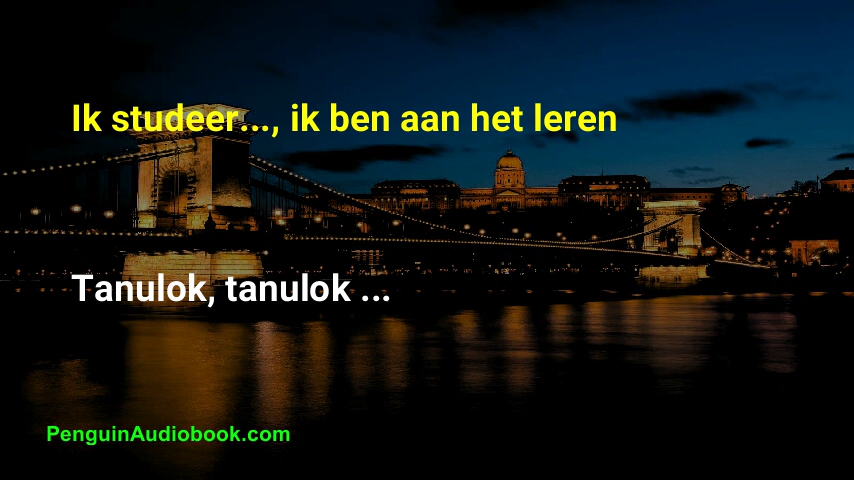 Ik studeer..., ik ben aan het leren
Tanulok, tanulok ...
PenguinAudiobook.com